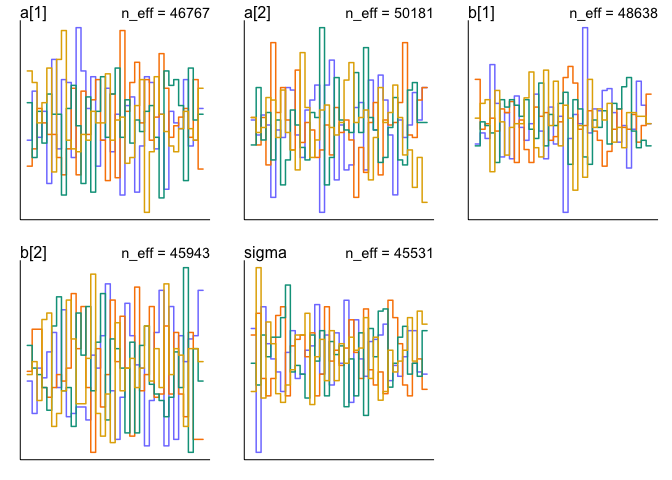 a[1] n_eff = 46767
a[2] n_eff = 50181
b[1] n_eff = 48638
b[2] n_eff = 45943
sigma n_eff = 45531